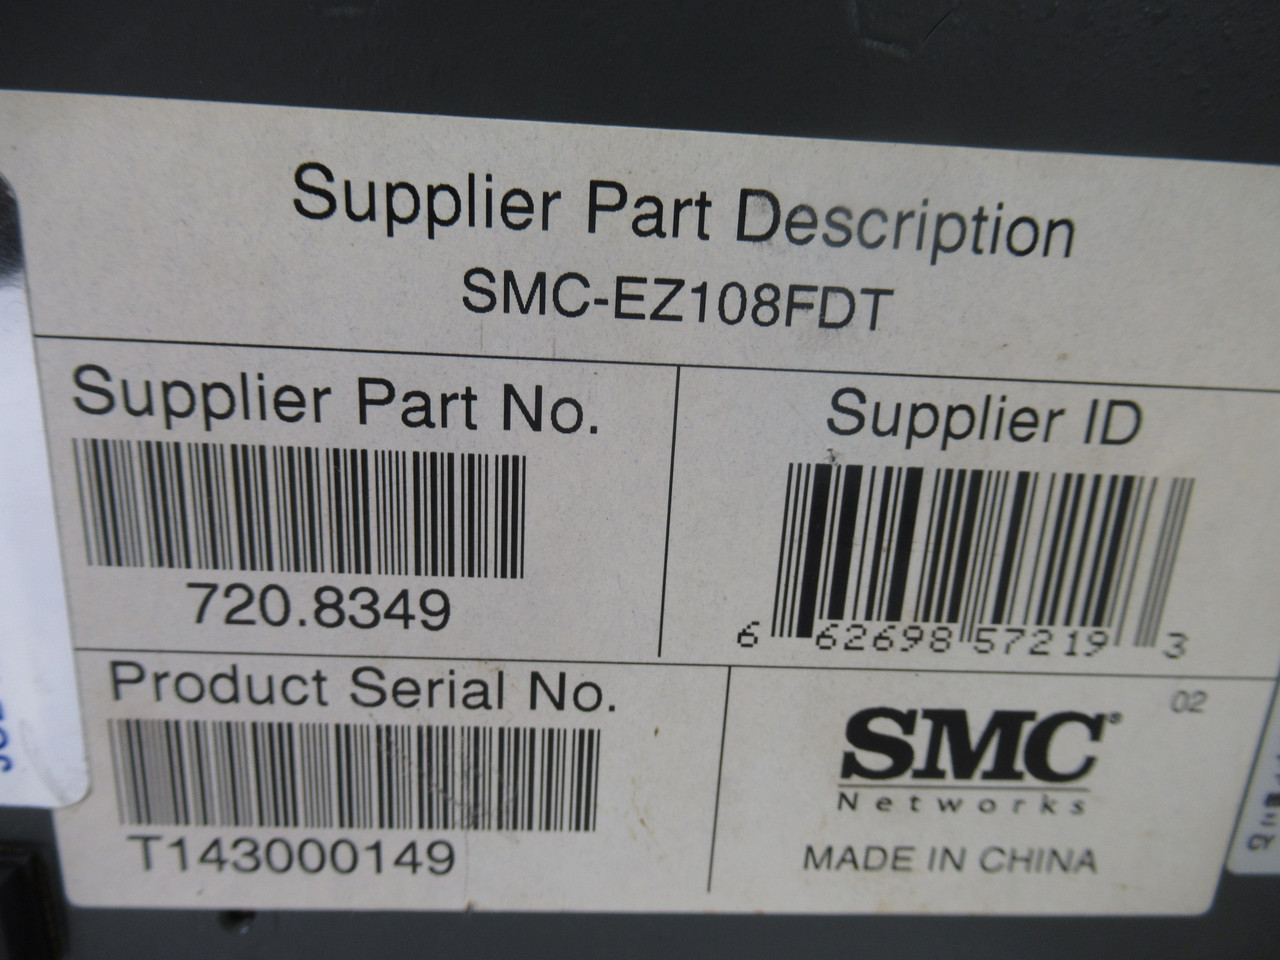 Supplier Part Description
SMC-EZ108FDT
Supplier Part No.
720.8349
Supplier ID
6 62698 57219 3
Product Serial No.
T143000149
02
SMC®
Networks
MADE IN CHINA